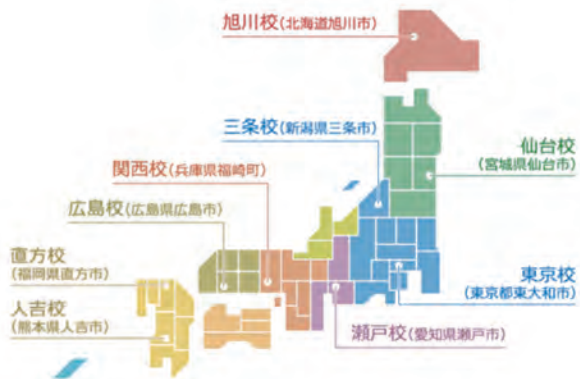 旭川校(北海道旭川市)
三条校(新潟県三条市)
仙台校
(宮城県仙台市)
関西校(兵庫県福崎町)
広島校(広島県広島市)
直方校
(福岡県直方市)
東京校
(東京都東大和市)
人吉校
(熊本県人吉市)
瀬戸校(愛知県瀬戸市)